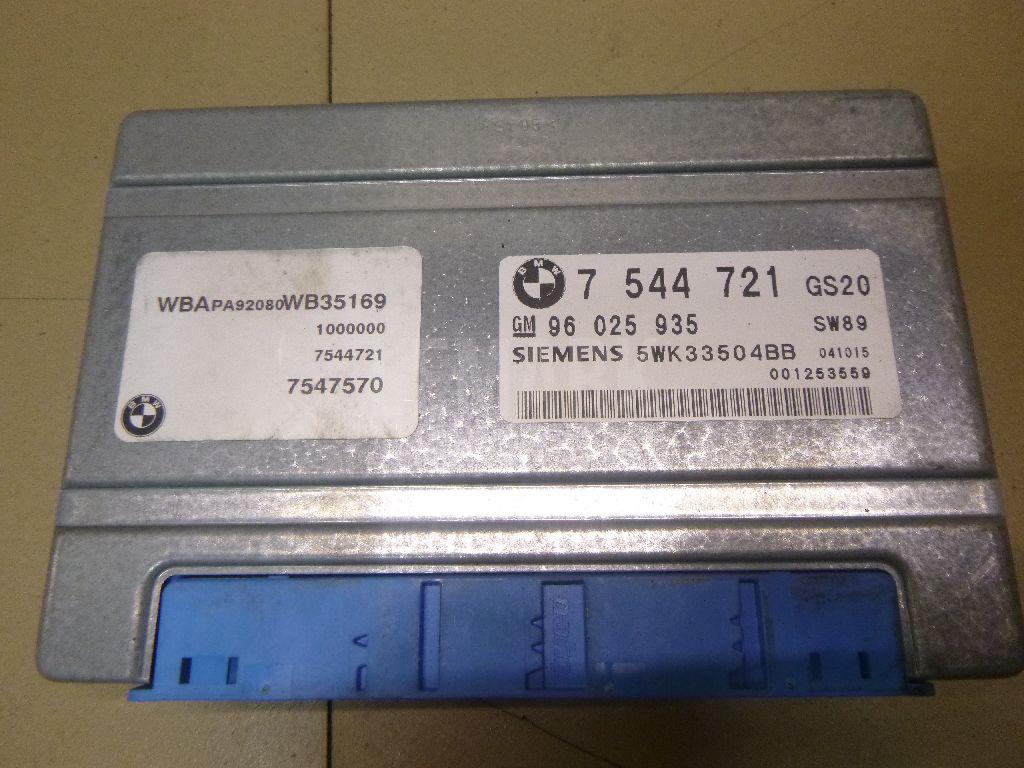 WBAPA92080WB35169
1000000
7544721
7547570
BMW
BMW 7 544 721 GS20
GM 96 025 935 SW89
SIEMENS 5WK33504BB 041015
001253559